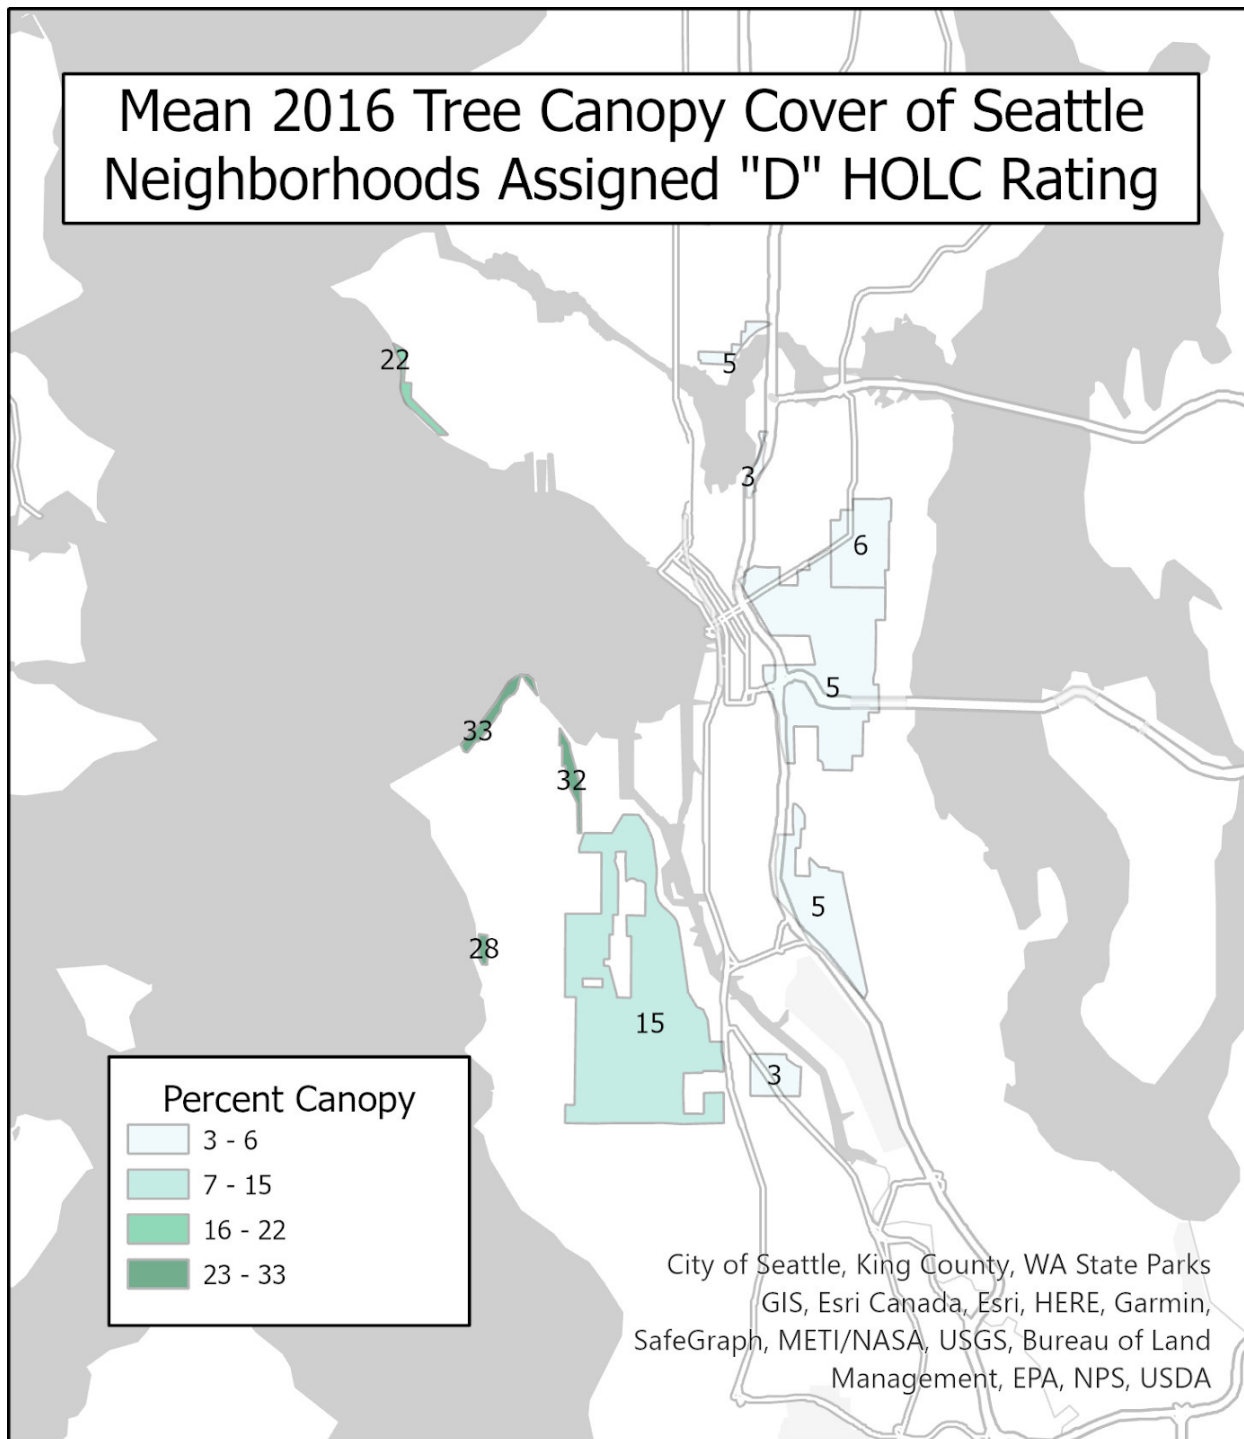 Mean 2016 Tree Canopy Cover of Seattle
Neighborhoods Assigned "D" HOLC Rating
22
5
3
6
5
33
32
5
28
15
3
Percent Canopy
3 - 6
7 - 15
16 - 22
23 - 33
City of Seattle, King County, WA State Parks
GIS, Esri Canada, Esri, HERE, Garmin,
SafeGraph, METI/NASA, USGS, Bureau of Land
Management, EPA, NPS, USDA